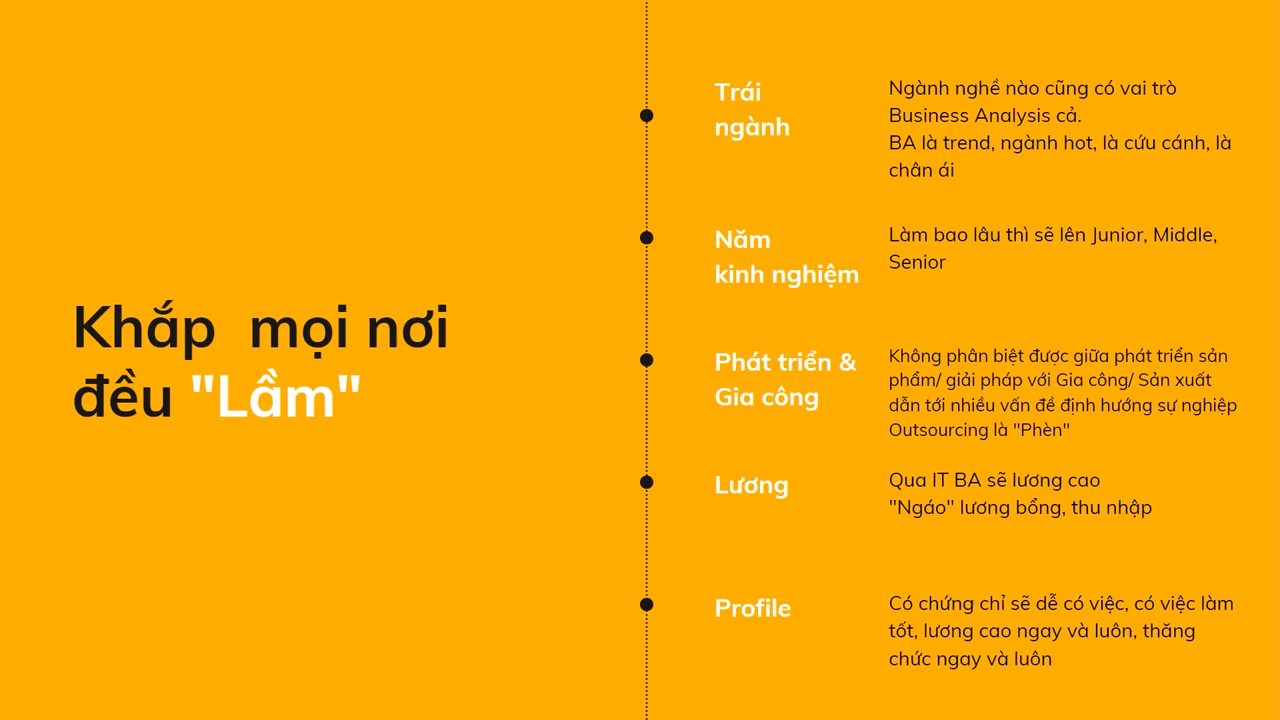 Khắp  mọi nơi
đều "Lầm"
Trái
ngành
Ngành nghề nào cũng có vai trò
Business Analysis cả.
BA là trend, ngành hot, là cứu cánh, là
chân ái
Năm
kinh nghiệm
Làm bao lâu thì sẽ lên Junior, Middle,
Senior
Phát triển &
Gia công
Không phân biệt được giữa phát triển sản
phẩm/ giải pháp với Gia công/ Sản xuất
dẫn tới nhiều vấn đề định hướng sự nghiệp
Outsourcing là "Phèn"
Lương
Qua IT BA sẽ lương cao
"Ngáo" lương bổng, thu nhập
Profile
Có chứng chỉ sẽ dễ có việc, có việc làm
tốt, lương cao ngay và luôn, thăng
chức ngay và luôn